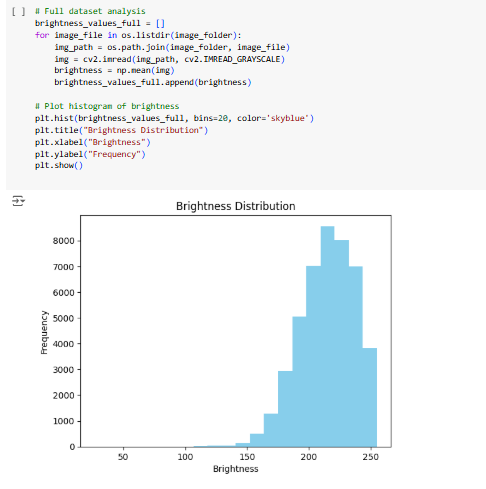 [ ] # Full dataset analysis
brightness_values_full = []
for image_file in os.listdir(image_folder):
    img_path = os.path.join(image_folder, image_file)
    img = cv2.imread(img_path, cv2.IMREAD_GRAYSCALE)
    brightness = np.mean(img)
    brightness_values_full.append(brightness)

# Plot histogram of brightness
plt.hist(brightness_values_full, bins=20, color='skyblue')
plt.title("Brightness Distribution")
plt.xlabel("Brightness")
plt.ylabel("Frequency")
plt.show()
Brightness Distribution
8000
7000
6000
5000
4000
3000
2000
1000
0
Frequency
50 100 150 200 250
Brightness